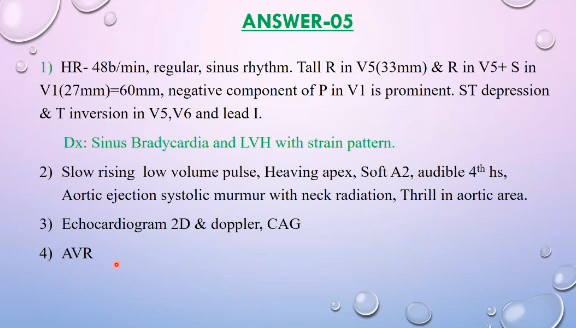 ANSWER-05
1) HR- 48b/min, regular, sinus rhythm. Tall R in V5(33mm) & R in V5+ S in
V1(27mm)=60mm, negative component of P in V1 is prominent. ST depression
& T inversion in V5,V6 and lead I.
Dx: Sinus Bradycardia and LVH with strain pattern.
2) Slow rising low volume pulse, Heaving apex, Soft A2, audible 4th hs,
Aortic ejection systolic murmur with neck radiation, Thrill in aortic area.
3) Echocardiogram 2D & doppler, CAG
4) AVR